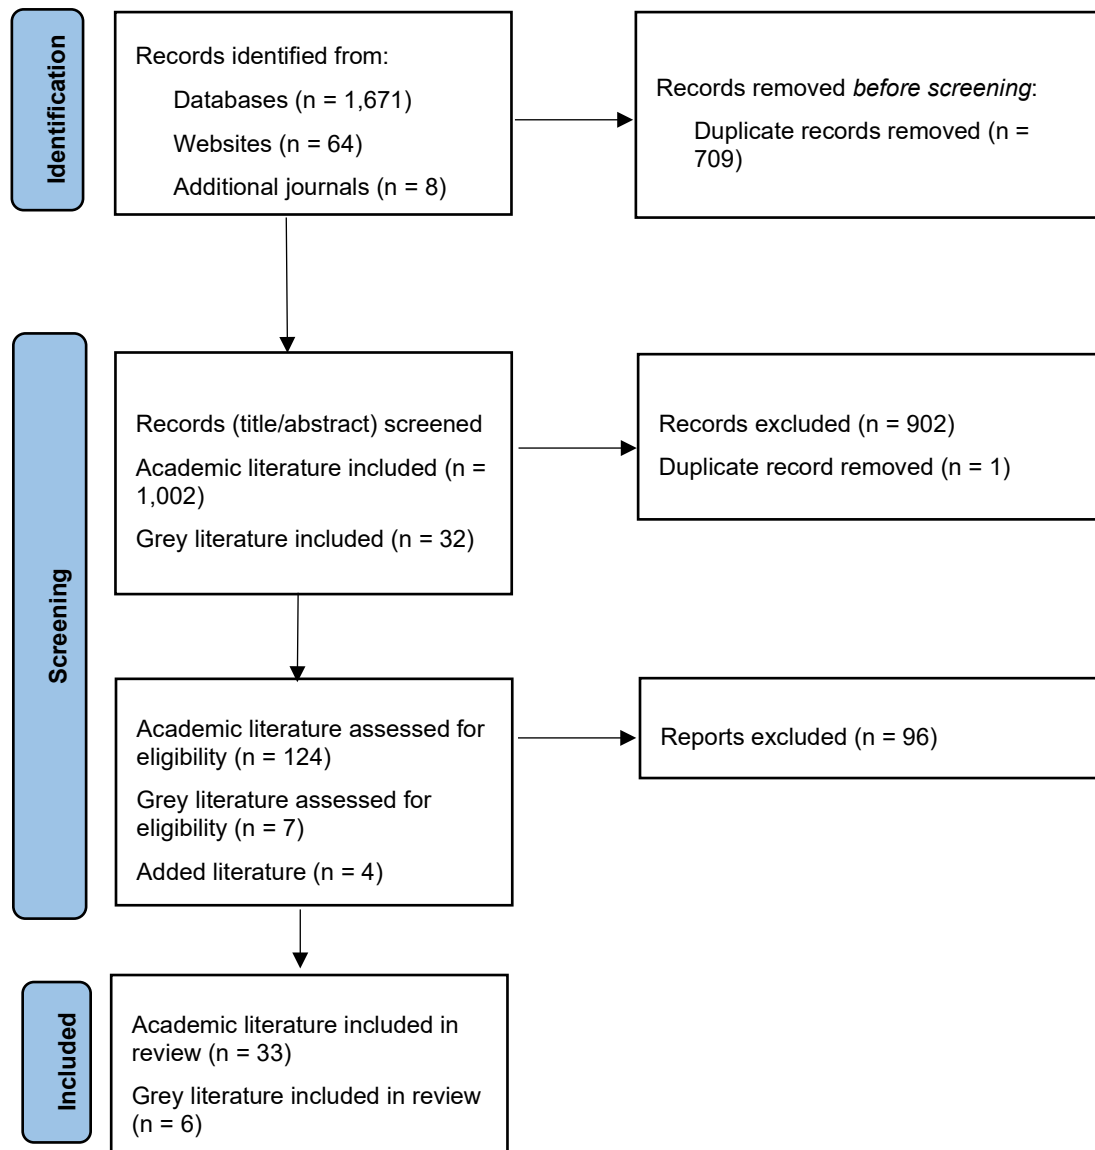 Identification
Records identified from:
Databases (n = 1,671)
Websites (n = 64)
Additional journals (n = 8)
Records removed before screening:
Duplicate records removed (n =
709)
Screening
Records (title/abstract) screened
Academic literature included (n =
1,002)
Grey literature included (n = 32)
Records excluded (n = 902)
Duplicate record removed (n = 1)
Academic literature assessed for
eligibility (n = 124)
Grey literature assessed for
eligibility (n = 7)
Added literature (n = 4)
Reports excluded (n = 96)
Included
Academic literature included in
review (n = 33)
Grey literature included in review
(n = 6)